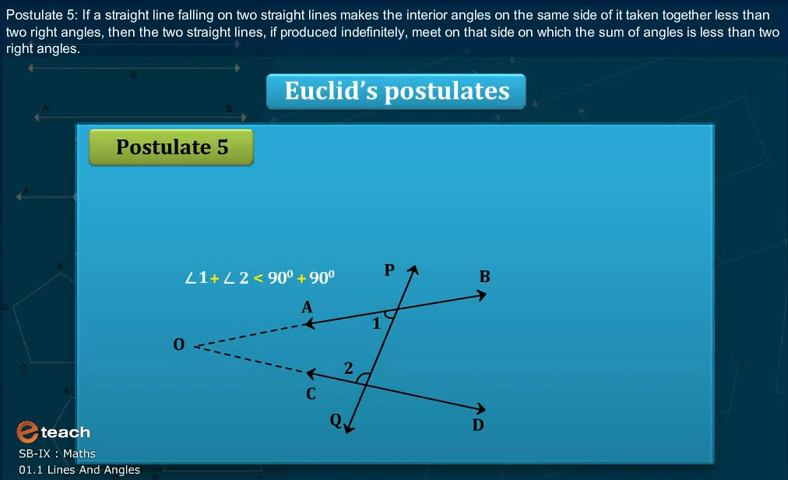 Postulate 5: If a straight line falling on two straight lines makes the interior angles on the same side of it taken together less than
two right angles, then the two straight lines, if produced indefinitely, meet on that side on which the sum of angles is less than two
right angles.
Euclid's postulates
Postulate 5
∠1+∠ 2 < 90⁰ + 90⁰
P
B
A
1
O
2
C
Q
D
e teach
SB-IX : Maths
01.1 Lines And Angles